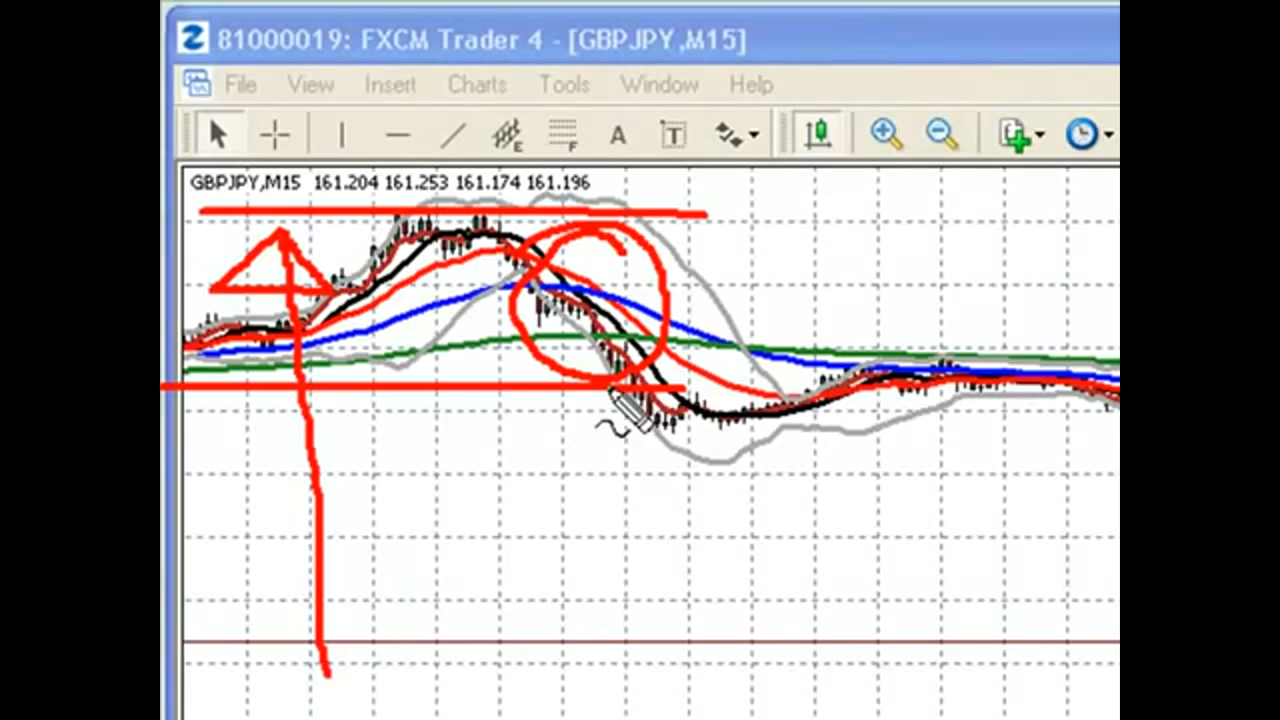 81000019: FXCM Trader 4 - [GBPJPY,M15]
File View Insert Charts Tools Window Help
E F A T
GBPJPY,M15 161.204 161.253 161.174 161.196